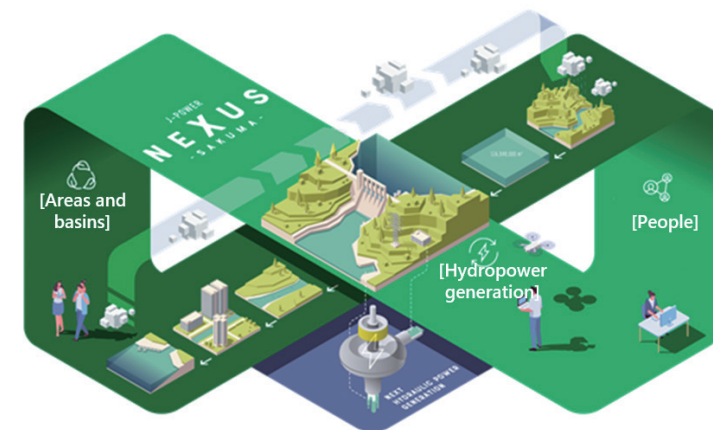 J-POWER
NEXUS
-SAKUMA-
[Areas and
basins]
[People]
[Hydropower
generation]
NEXT
HYDRAULIC POWER
GENERATION